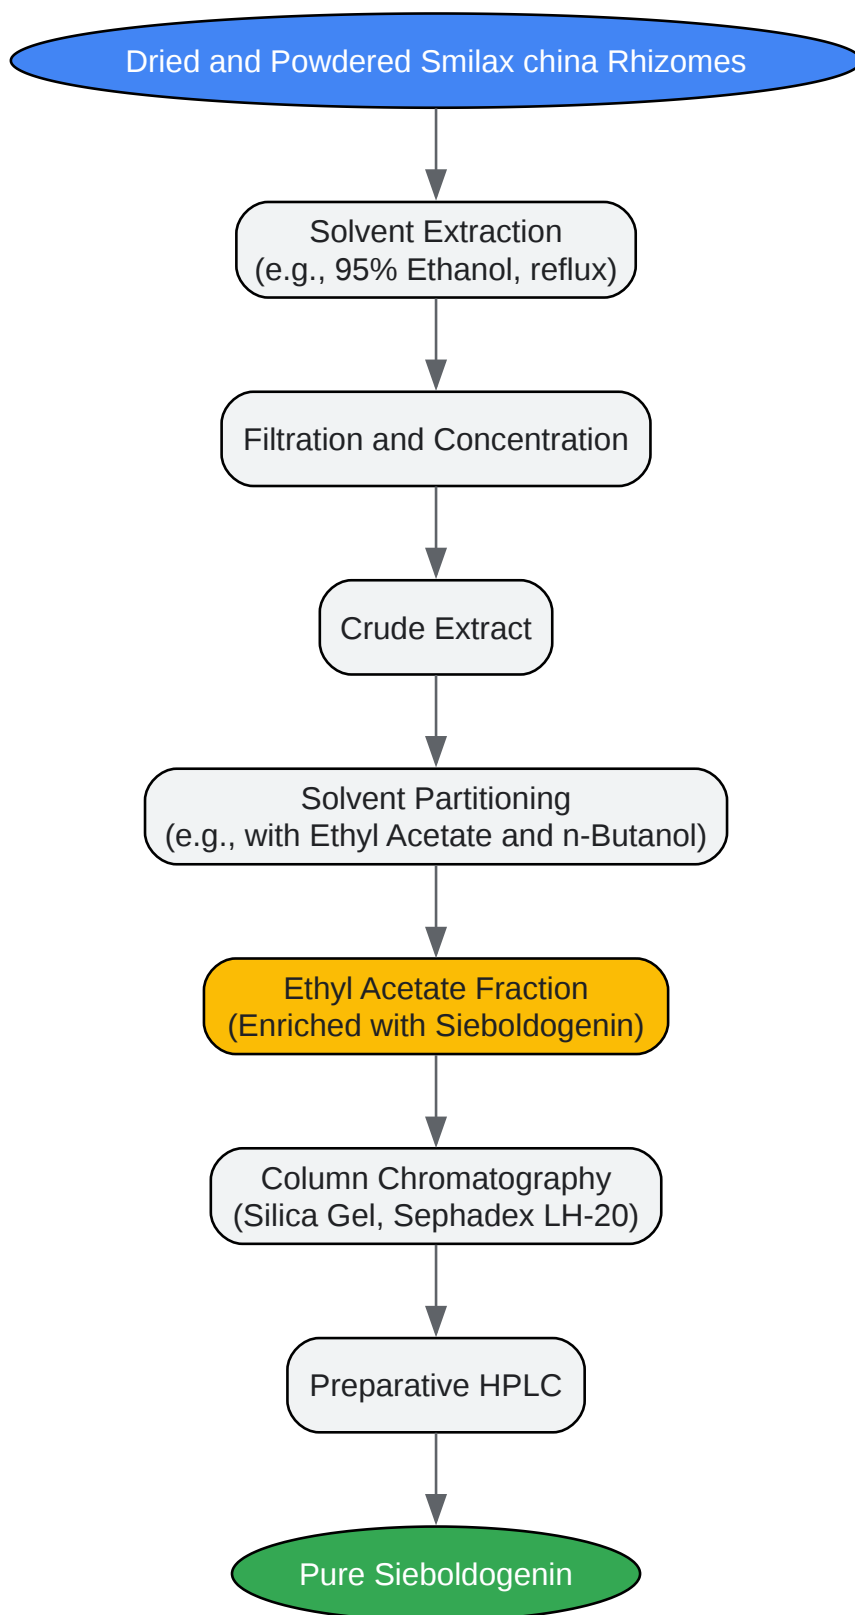 Dried and Powdered Smilax china Rhizomes
Solvent Extraction
(e.g., 95% Ethanol, reflux)
Filtration and Concentration
Crude Extract
Solvent Partitioning
(e.g., with Ethyl Acetate and n-Butanol)
Ethyl Acetate Fraction
(Enriched with Sieboldogenin)
Column Chromatography
(Silica Gel, Sephadex LH-20)
Preparative HPLC
Pure Sieboldogenin